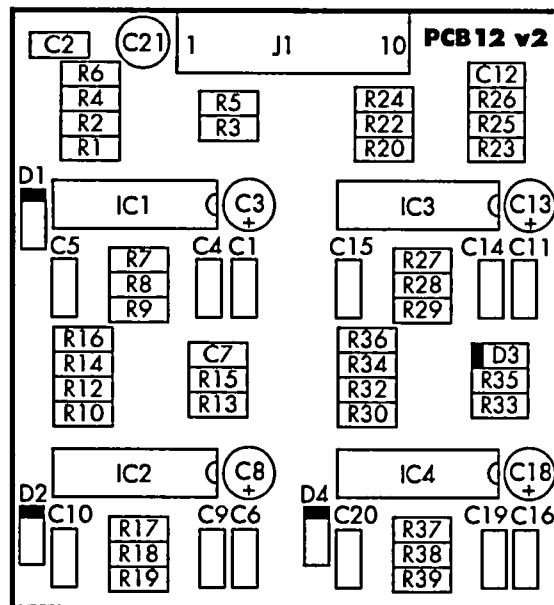 C2 C21 1 J1 10 PCB12 v2
R6 C12
R4 R5 R24 R26
R2 R3 R22 R25
R1 R20 R23
D1
IC1 C3 + IC3 C13 +
C5 C4 C1 C15 C14 C11
R7 R27
R8 R28
R9 R29
R16 R36
R14 C7 R34 D3
R12 R15 R32 R35
R10 R13 R30 R33
IC2 C8 + IC4 C18 +
D2 D4
C10 C9 C6 C20 C19 C16
R17 R37
R18 R38
R19 R39